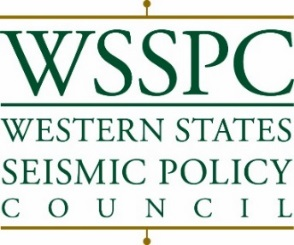 WSSPC
WESTERN STATES
SEISMIC POLICY
COUNCIL